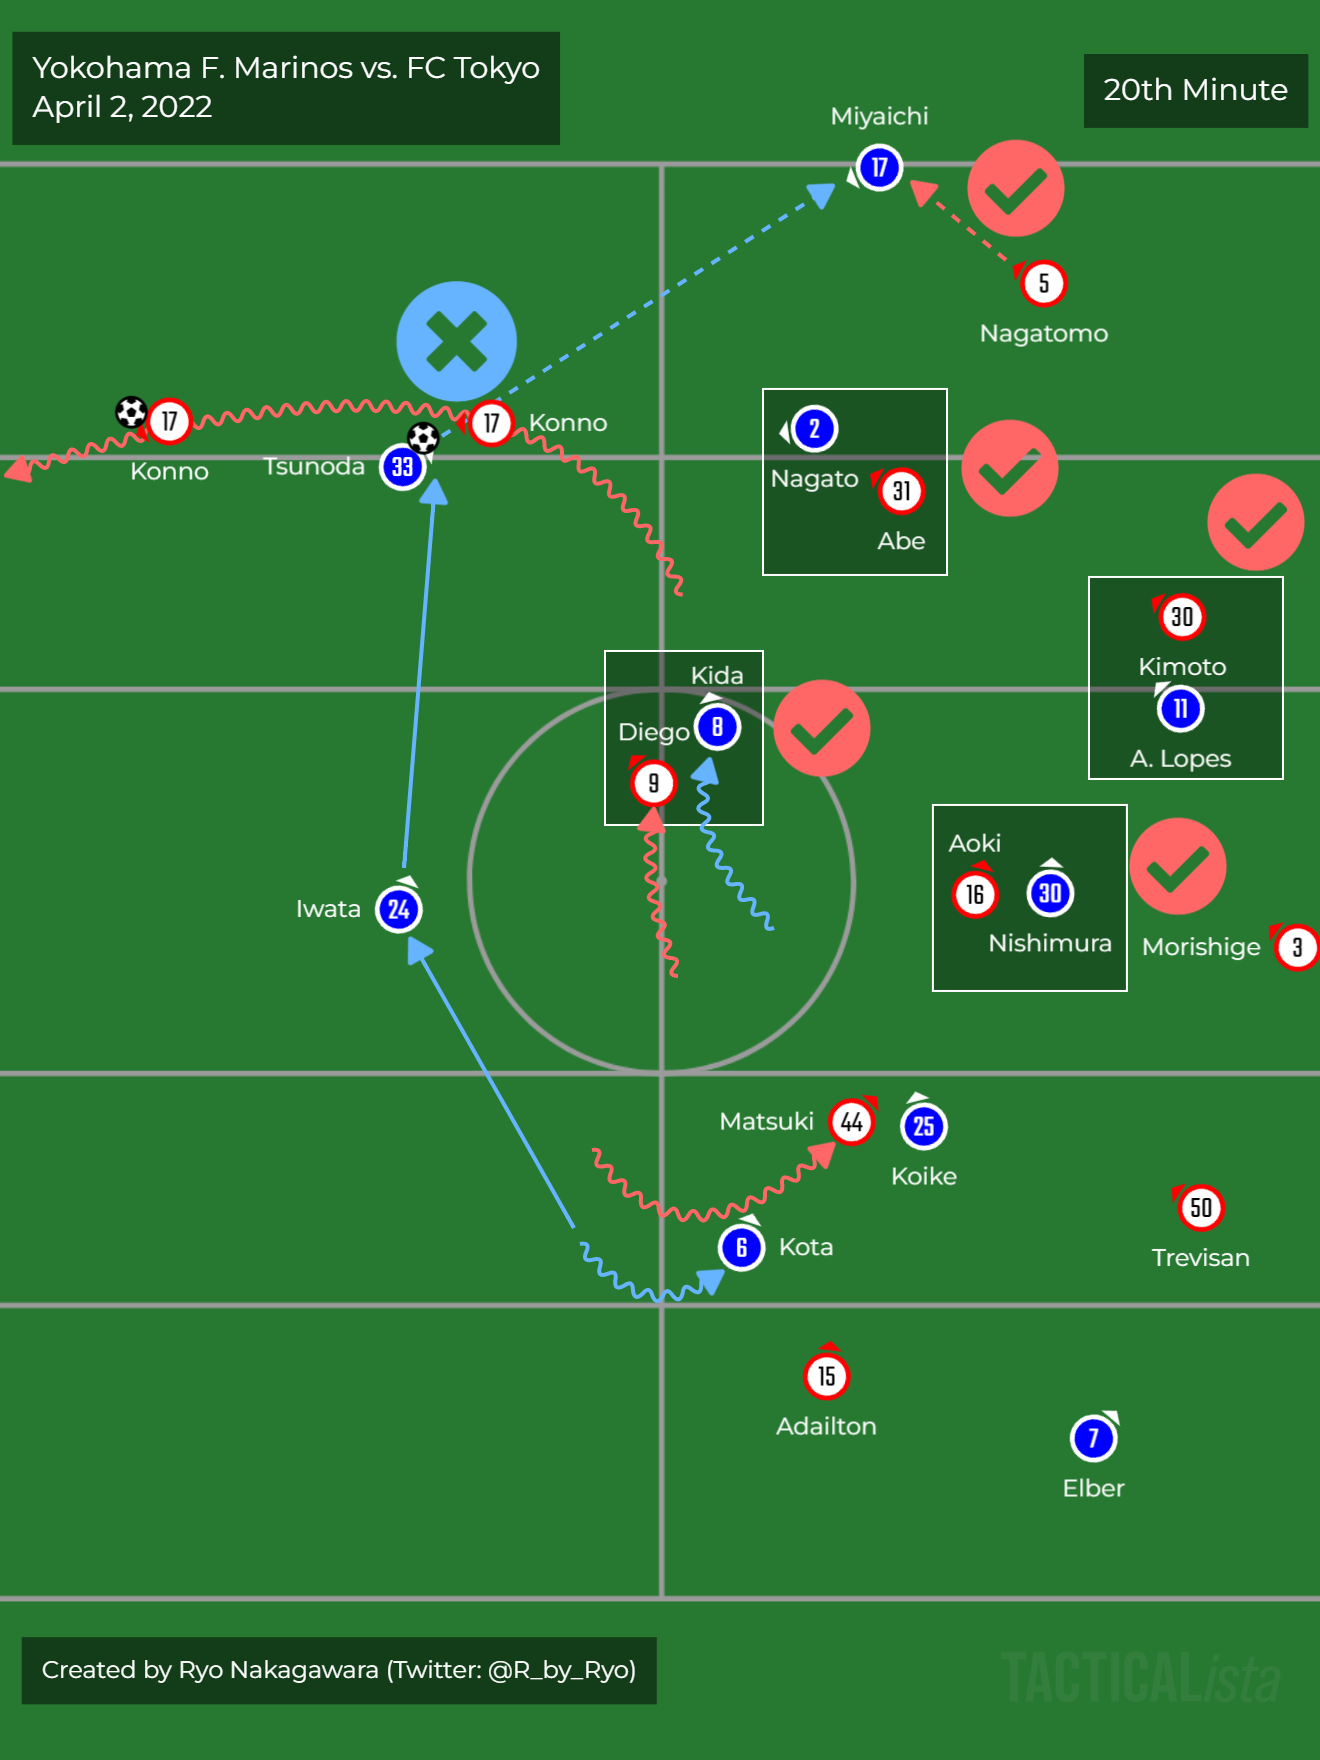 Yokohama F. Marinos vs. FC Tokyo
April 2, 2022
20th Minute
Miyaichi
17
5
Nagatomo
17
Konno
17
Konno
Tsunoda
33
2
Nagato
31
Abe
30
Kimoto
11
A. Lopes
Kida
8
Diego
9
Aoki
16
30
Nishimura
Iwata
24
Morishige
3
Matsuki
44
25
Koike
6
Kota
50
Trevisan
15
Adailton
7
Elber
Created by Ryo Nakagawara (Twitter: @R_by_Ryo)
TACTICALista